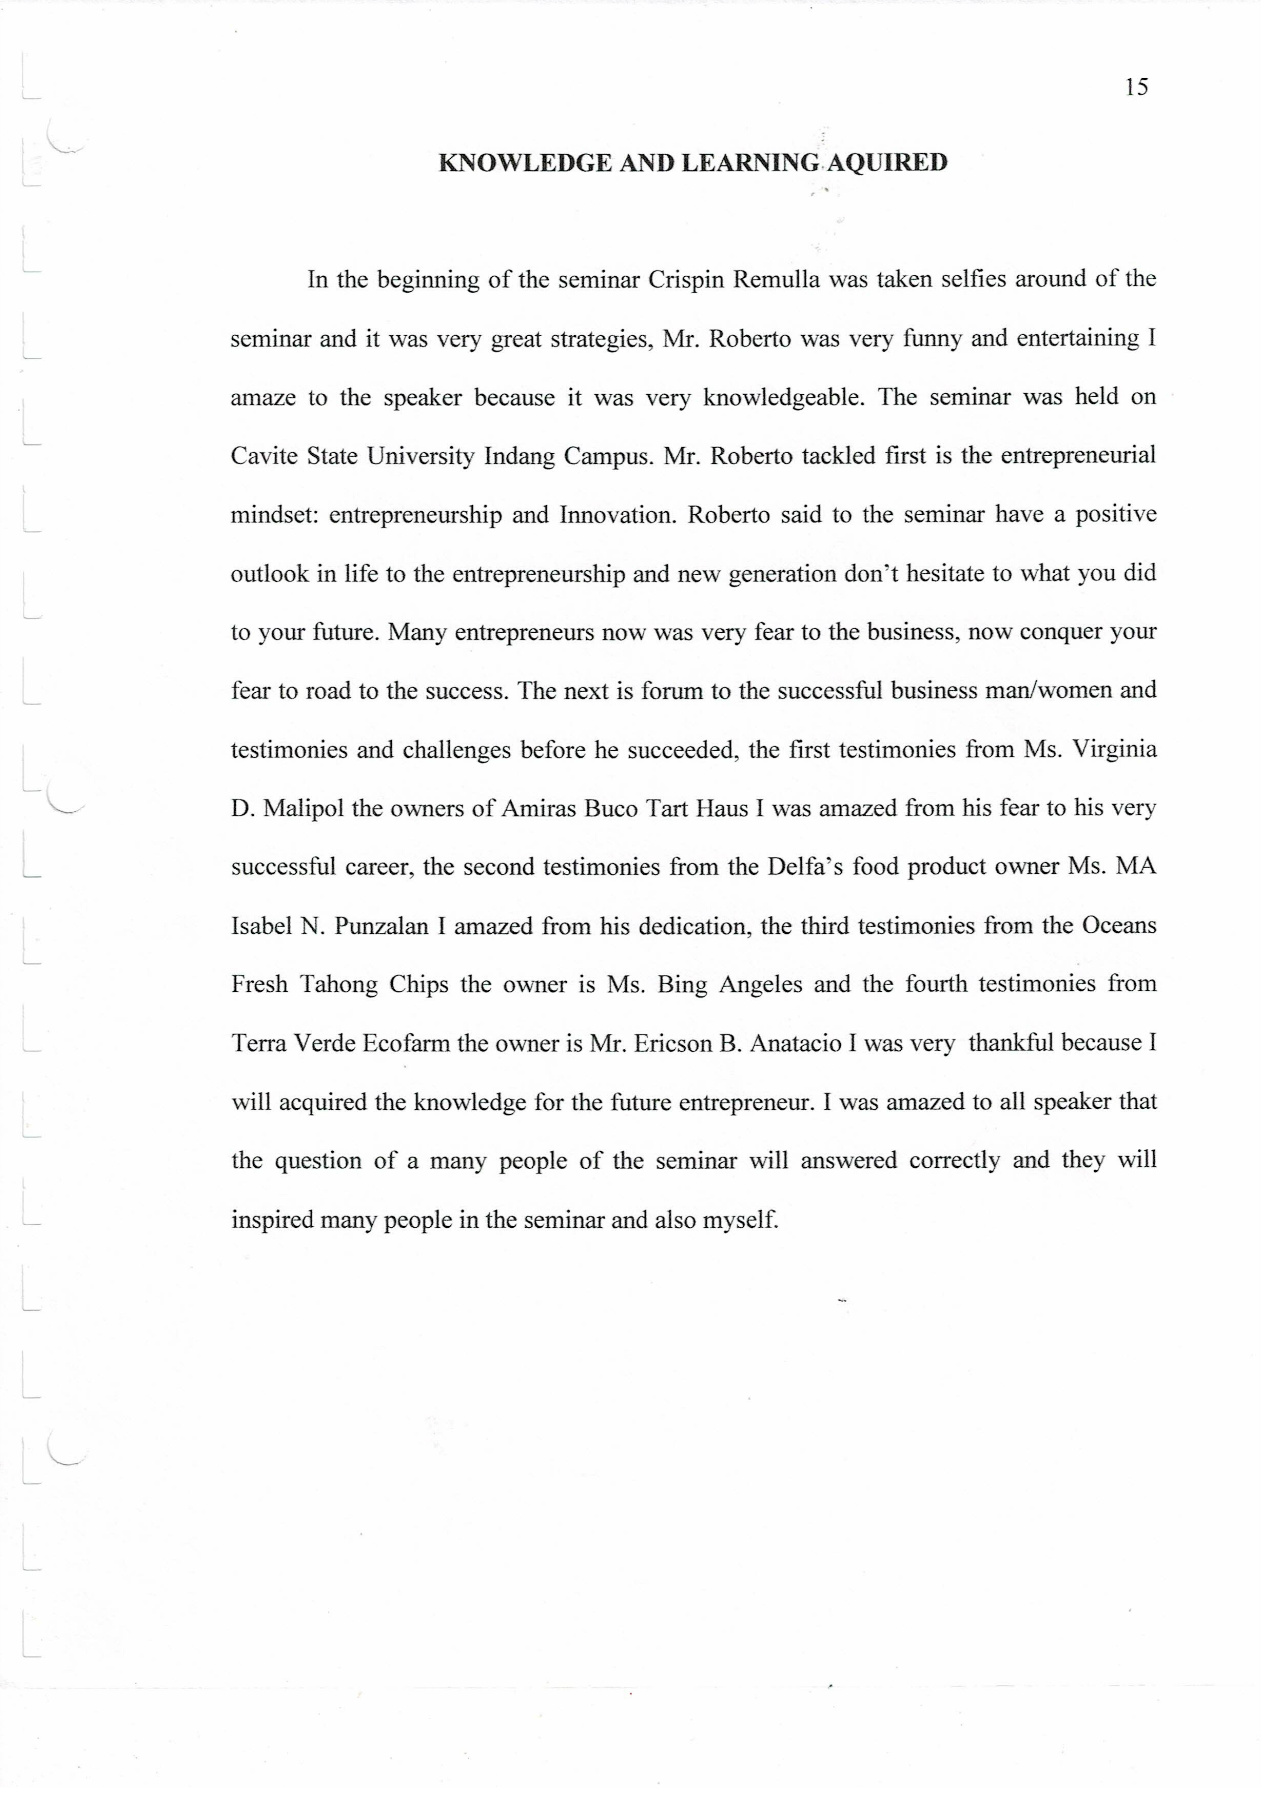 15
KNOWLEDGE AND LEARNING AQUIRED
In the beginning of the seminar Crispin Remulla was taken selfies around of the
seminar and it was very great strategies, Mr. Roberto was very funny and entertaining I
amaze to the speaker because it was very knowledgeable. The seminar was held on
Cavite State University Indang Campus. Mr. Roberto tackled first is the entrepreneurial
mindset: entrepreneurship and Innovation. Roberto said to the seminar have a positive
outlook in life to the entrepreneurship and new generation don't hesitate to what you did
to your future. Many entrepreneurs now was very fear to the business, now conquer your
fear to road to the success. The next is forum to the successful business man/women and
testimonies and challenges before he succeeded, the first testimonies from Ms. Virginia
D. Malipol the owners of Amiras Buco Tart Haus I was amazed from his fear to his very
successful career, the second testimonies from the Delfa's food product owner Ms. MA
Isabel N. Punzalan I amazed from his dedication, the third testimonies from the Oceans
Fresh Tahong Chips the owner is Ms. Bing Angeles and the fourth testimonies from
Terra Verde Ecofarm the owner is Mr. Ericson B. Anatacio I was very thankful because I
will acquired the knowledge for the future entrepreneur. I was amazed to all speaker that
the question of a many people of the seminar will answered correctly and they will
inspired many people in the seminar and also myself.